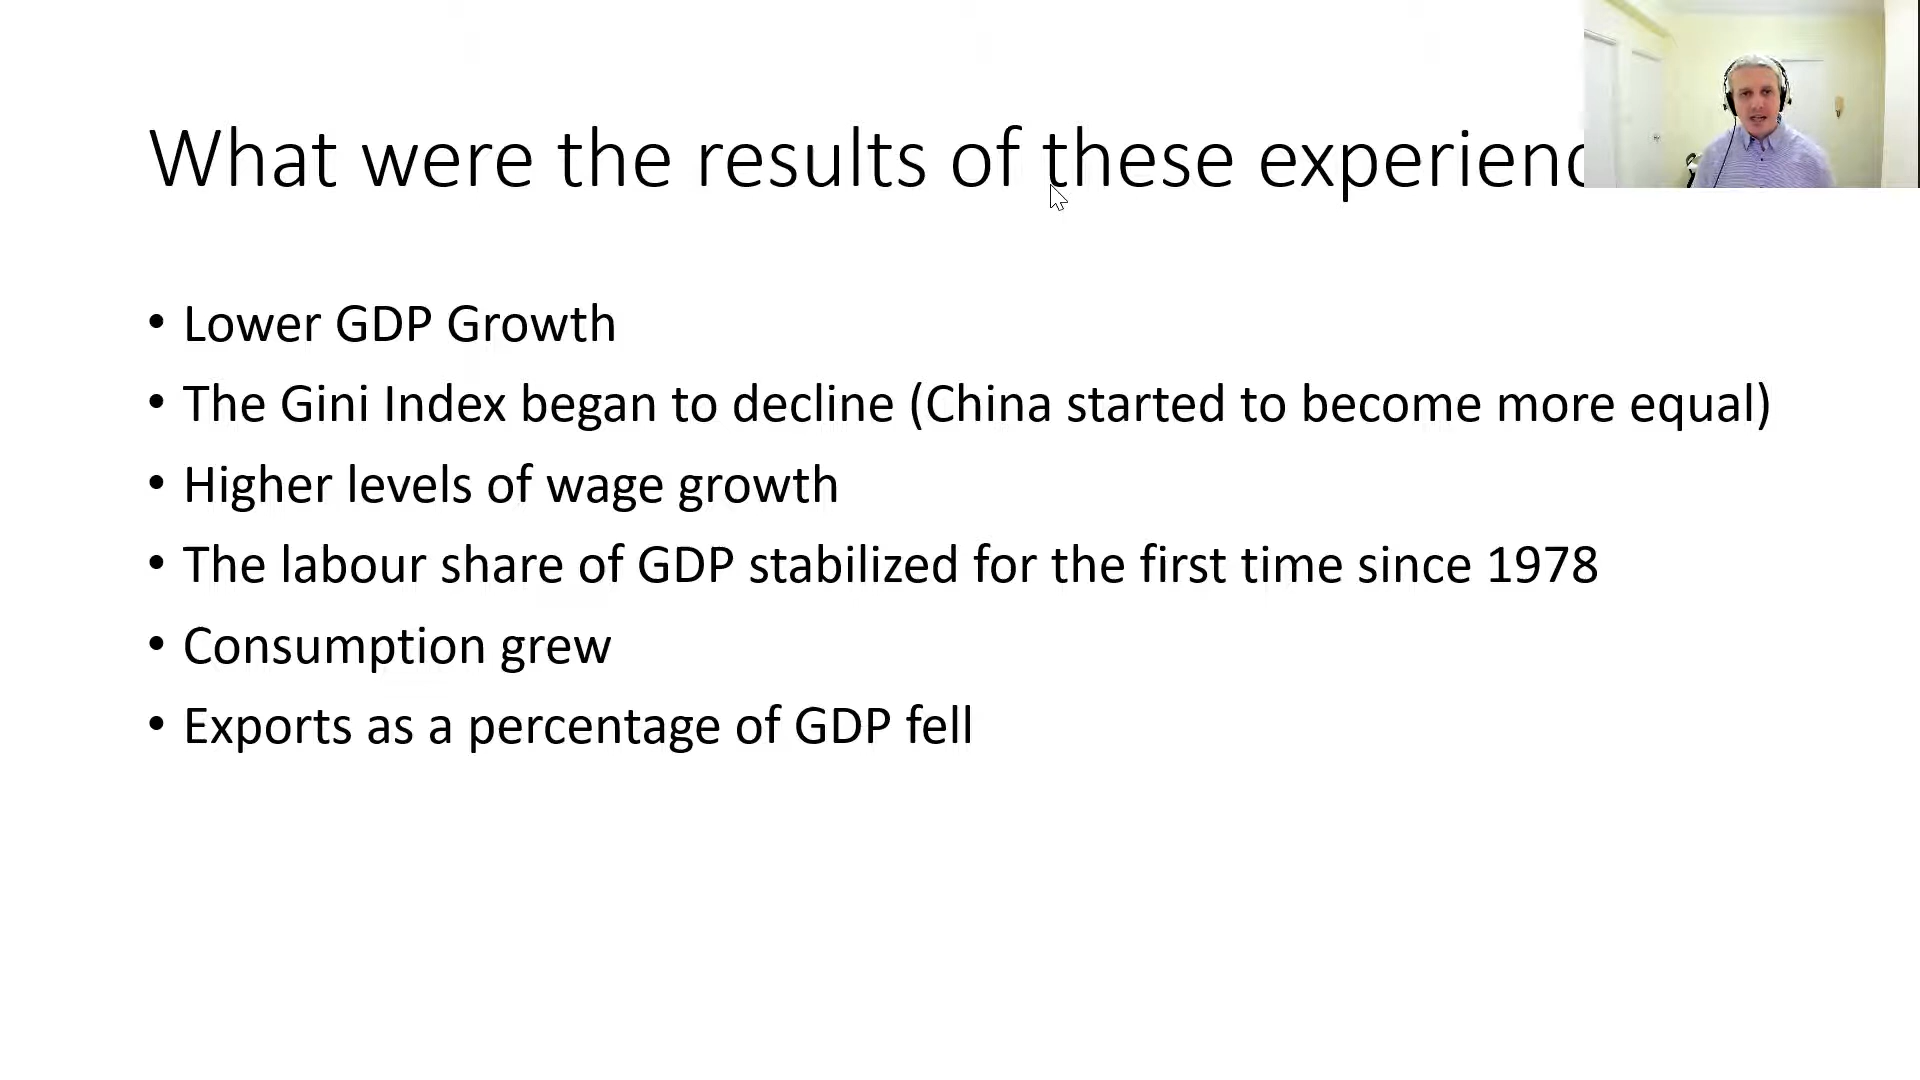 What were the results of these
• Lower GDP Growth
• The Gini Index began to decline (China started to become more equal)
• Higher levels of wage growth
• The labour share of GDP stabilized for the first time since 1978
• Consumption grew
• Exports as a percentage of GDP fell